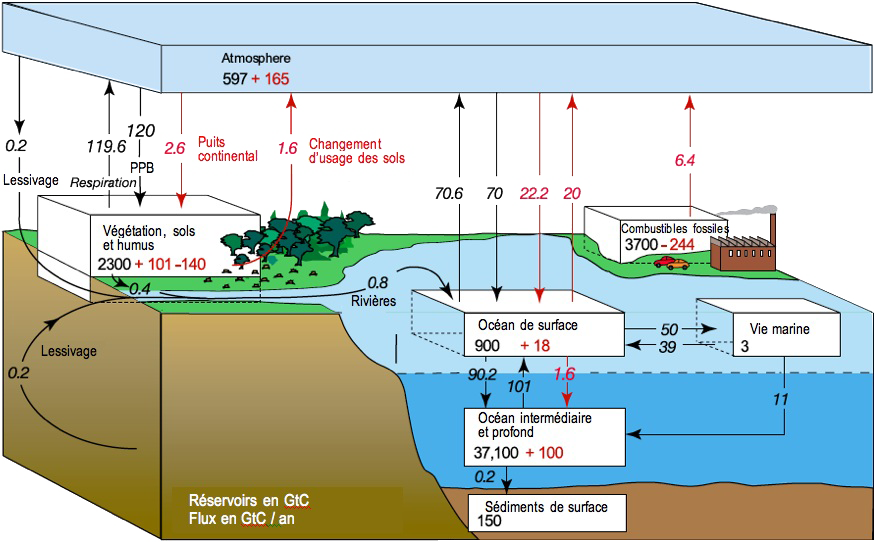 Atmosphere
597 + 165
0.2
Lessivage
119.6
Respiration
120
PPB
2.6
Puits
continental
1.6
Changement
d'usage des sols
70.6
70
22.2
20
6.4
Végétation, sols
et humus
2300 + 101 -140
Combustibles fossiles
3700 - 244
0.4
0.8
Rivières
Océan de surface
900 + 18
50
39
Vie marine
3
Lessivage
0.2
90.2
101
1.6
11
Océan intermédiaire
et profond
37,100 + 100
0.2
Sédiments de surface
150
Réservoirs en GtC
Flux en GtC / an